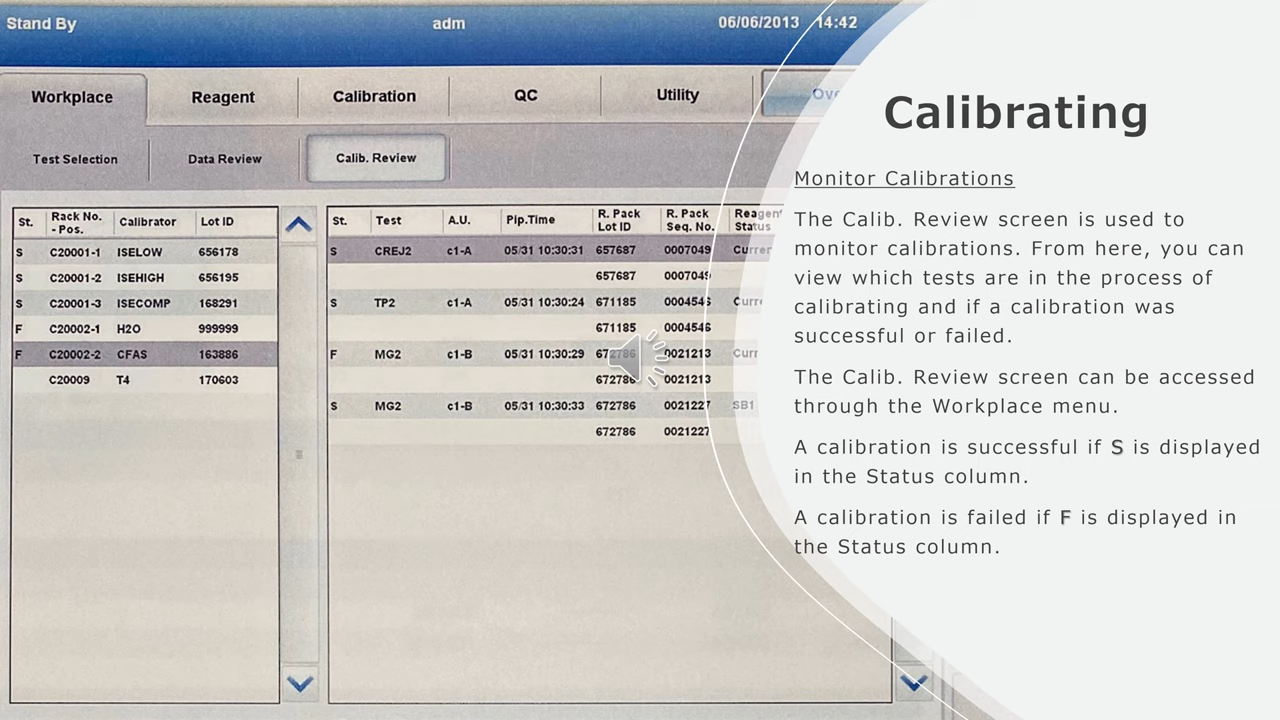 Stand By adm 06/06/2013 14:42
Workplace Reagent Calibration QC Utility
Test Selection Data Review Calib. Review
St. Rack No. - Pos. Calibrator Lot ID
S C20001-1 ISELOW 656178
S C20001-2 ISEHIGH 656195
S C20001-3 ISECOMP 168291
F C20002-1 H2O 999999
F C20002-2 CFAS 163886
C20009 T4 170603
St. Test A.U. Pip.Time R. Pack Lot ID R. Pack Seq. No. Reagent Status
S CREJ2 c1-A 05/31 10:30:31 657687 0007049
657687 0007049
S TP2 c1-A 05/31 10:30:24 671185 0004546
671185 0004546
F MG2 c1-B 05/31 10:30:29 672786 0021213
672786 0021213
S MG2 c1-B 05/31 10:30:33 672786 0021227 SB1
672786 0021227
Calibrating
Monitor Calibrations
The Calib. Review screen is used to
monitor calibrations. From here, you can
view which tests are in the process of
calibrating and if a calibration was
successful or failed.
The Calib. Review screen can be accessed
through the Workplace menu.
A calibration is successful if S is displayed
in the Status column.
A calibration is failed if F is displayed in
the Status column.